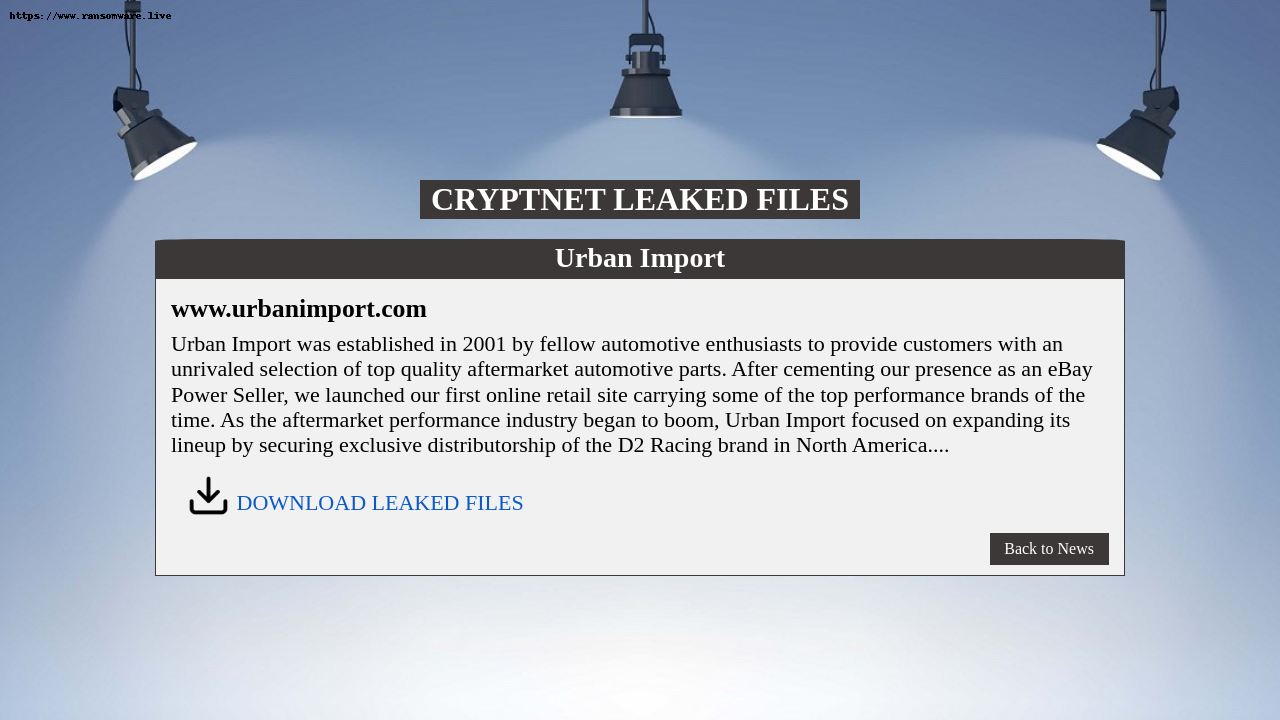 https://www.ransomware.live
CRYPTNET LEAKED FILES
Urban Import
www.urbanimport.com
Urban Import was established in 2001 by fellow automotive enthusiasts to provide customers with an
unrivaled selection of top quality aftermarket automotive parts. After cementing our presence as an eBay
Power Seller, we launched our first online retail site carrying some of the top performance brands of the
time. As the aftermarket performance industry began to boom, Urban Import focused on expanding its
lineup by securing exclusive distributorship of the D2 Racing brand in North America....
DOWNLOAD LEAKED FILES
Back to News